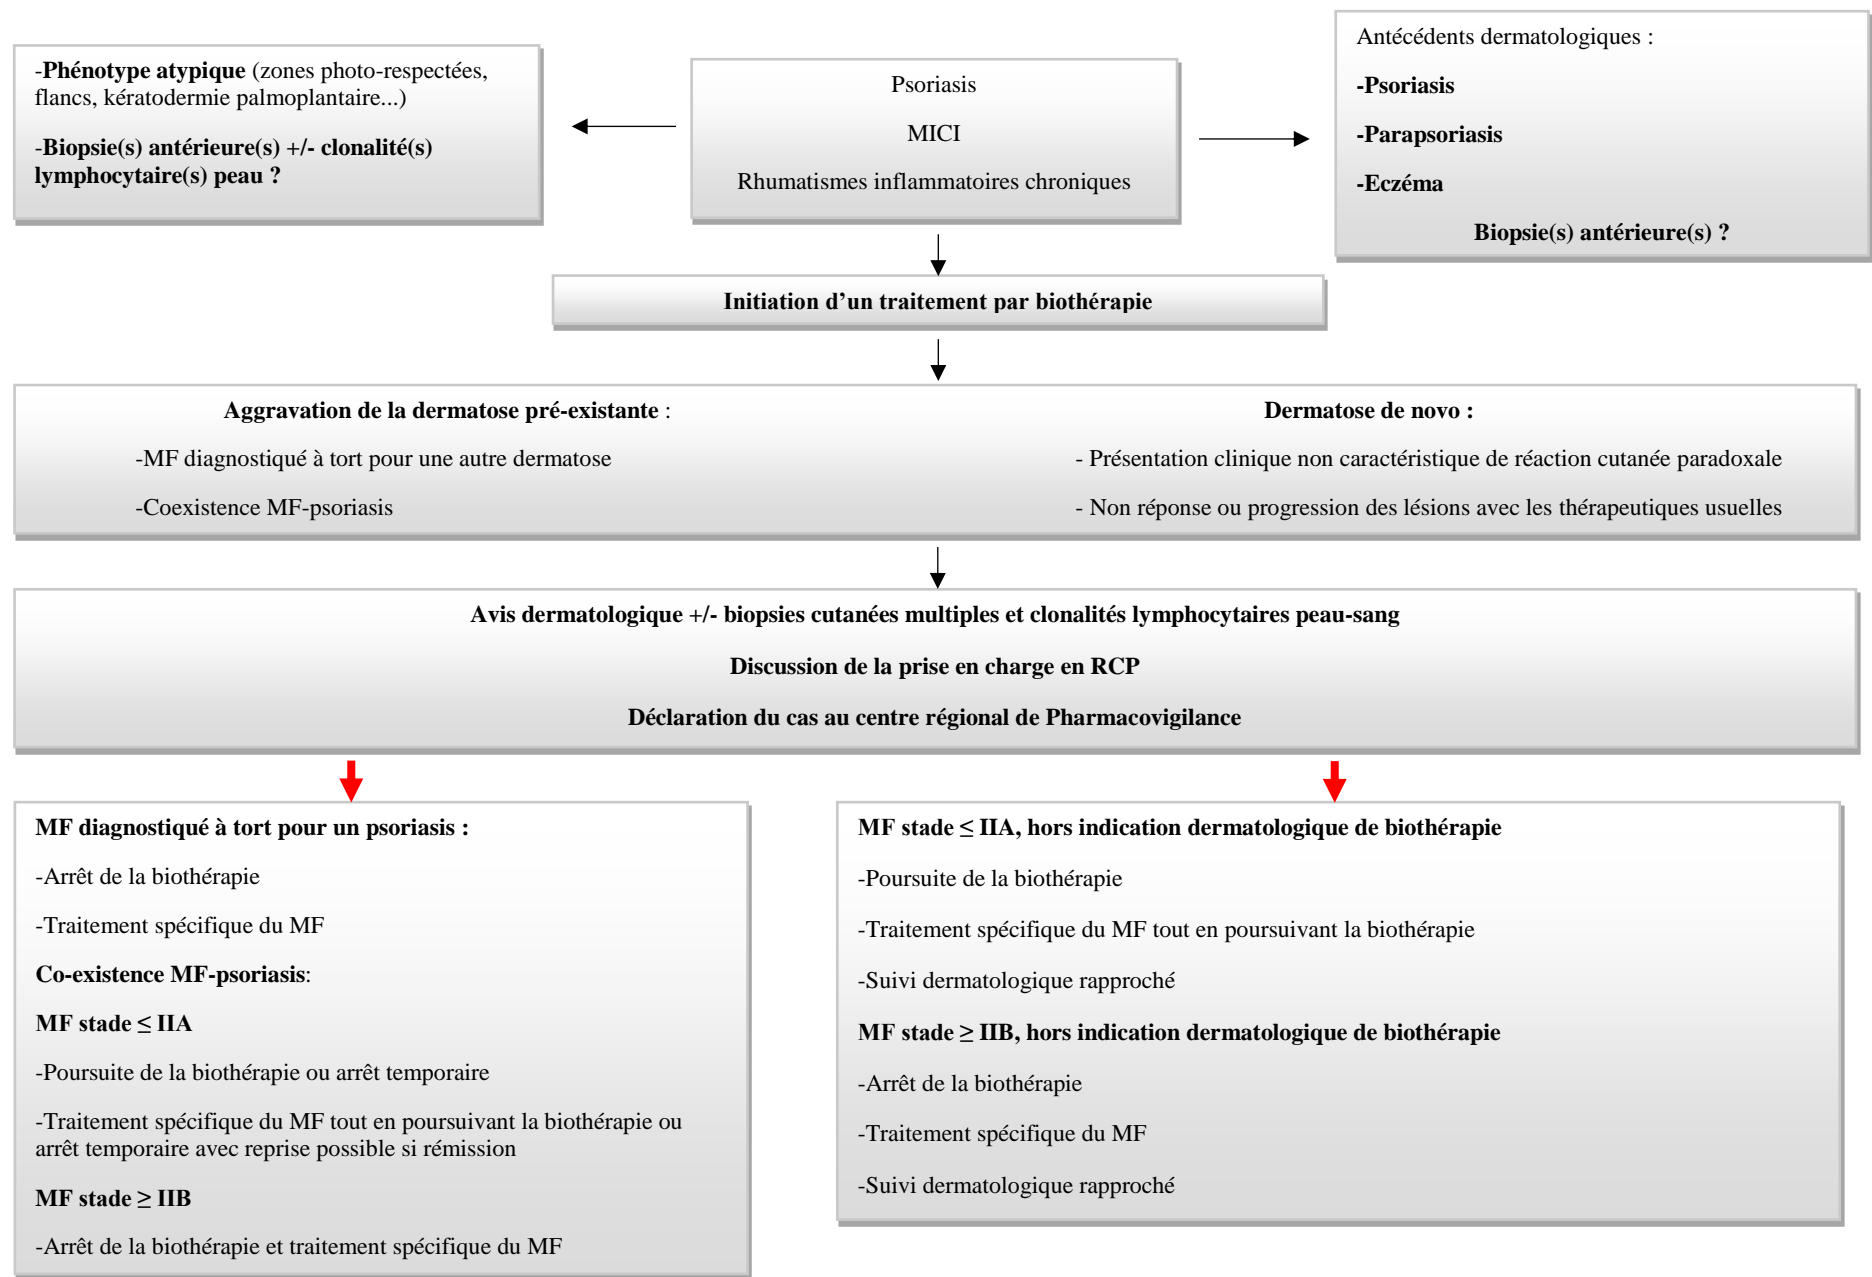 -Phénotype atypique (zones photo-respectées,
flancs, kératodermie palmoplantaire...)
-Biopsie(s) antérieure(s) +/- clonalité(s)
lymphocytaire(s) peau ?
Psoriasis
MICI
Rhumatismes inflammatoires chroniques
Antécédents dermatologiques :
-Psoriasis
-Parapsoriasis
-Eczéma
Biopsie(s) antérieure(s) ?
Initiation d’un traitement par biothérapie
Aggravation de la dermatose pré-existante :
-MF diagnostiqué à tort pour une autre dermatose
-Coexistence MF-psoriasis
Dermatose de novo :
- Présentation clinique non caractéristique de réaction cutanée paradoxale
- Non réponse ou progression des lésions avec les thérapeutiques usuelles
Avis dermatologique +/- biopsies cutanées multiples et clonalités lymphocytaires peau-sang
Discussion de la prise en charge en RCP
Déclaration du cas au centre régional de Pharmacovigilance
MF diagnostiqué à tort pour un psoriasis :
-Arrêt de la biothérapie
-Traitement spécifique du MF
Co-existence MF-psoriasis:
MF stade ≤ IIA
-Poursuite de la biothérapie ou arrêt temporaire
-Traitement spécifique du MF tout en poursuivant la biothérapie ou
arrêt temporaire avec reprise possible si rémission
MF stade ≥ IIB
-Arrêt de la biothérapie et traitement spécifique du MF
MF stade ≤ IIA, hors indication dermatologique de biothérapie
-Poursuite de la biothérapie
-Traitement spécifique du MF tout en poursuivant la biothérapie
-Suivi dermatologique rapproché
MF stade ≥ IIB, hors indication dermatologique de biothérapie
-Arrêt de la biothérapie
-Traitement spécifique du MF
-Suivi dermatologique rapproché